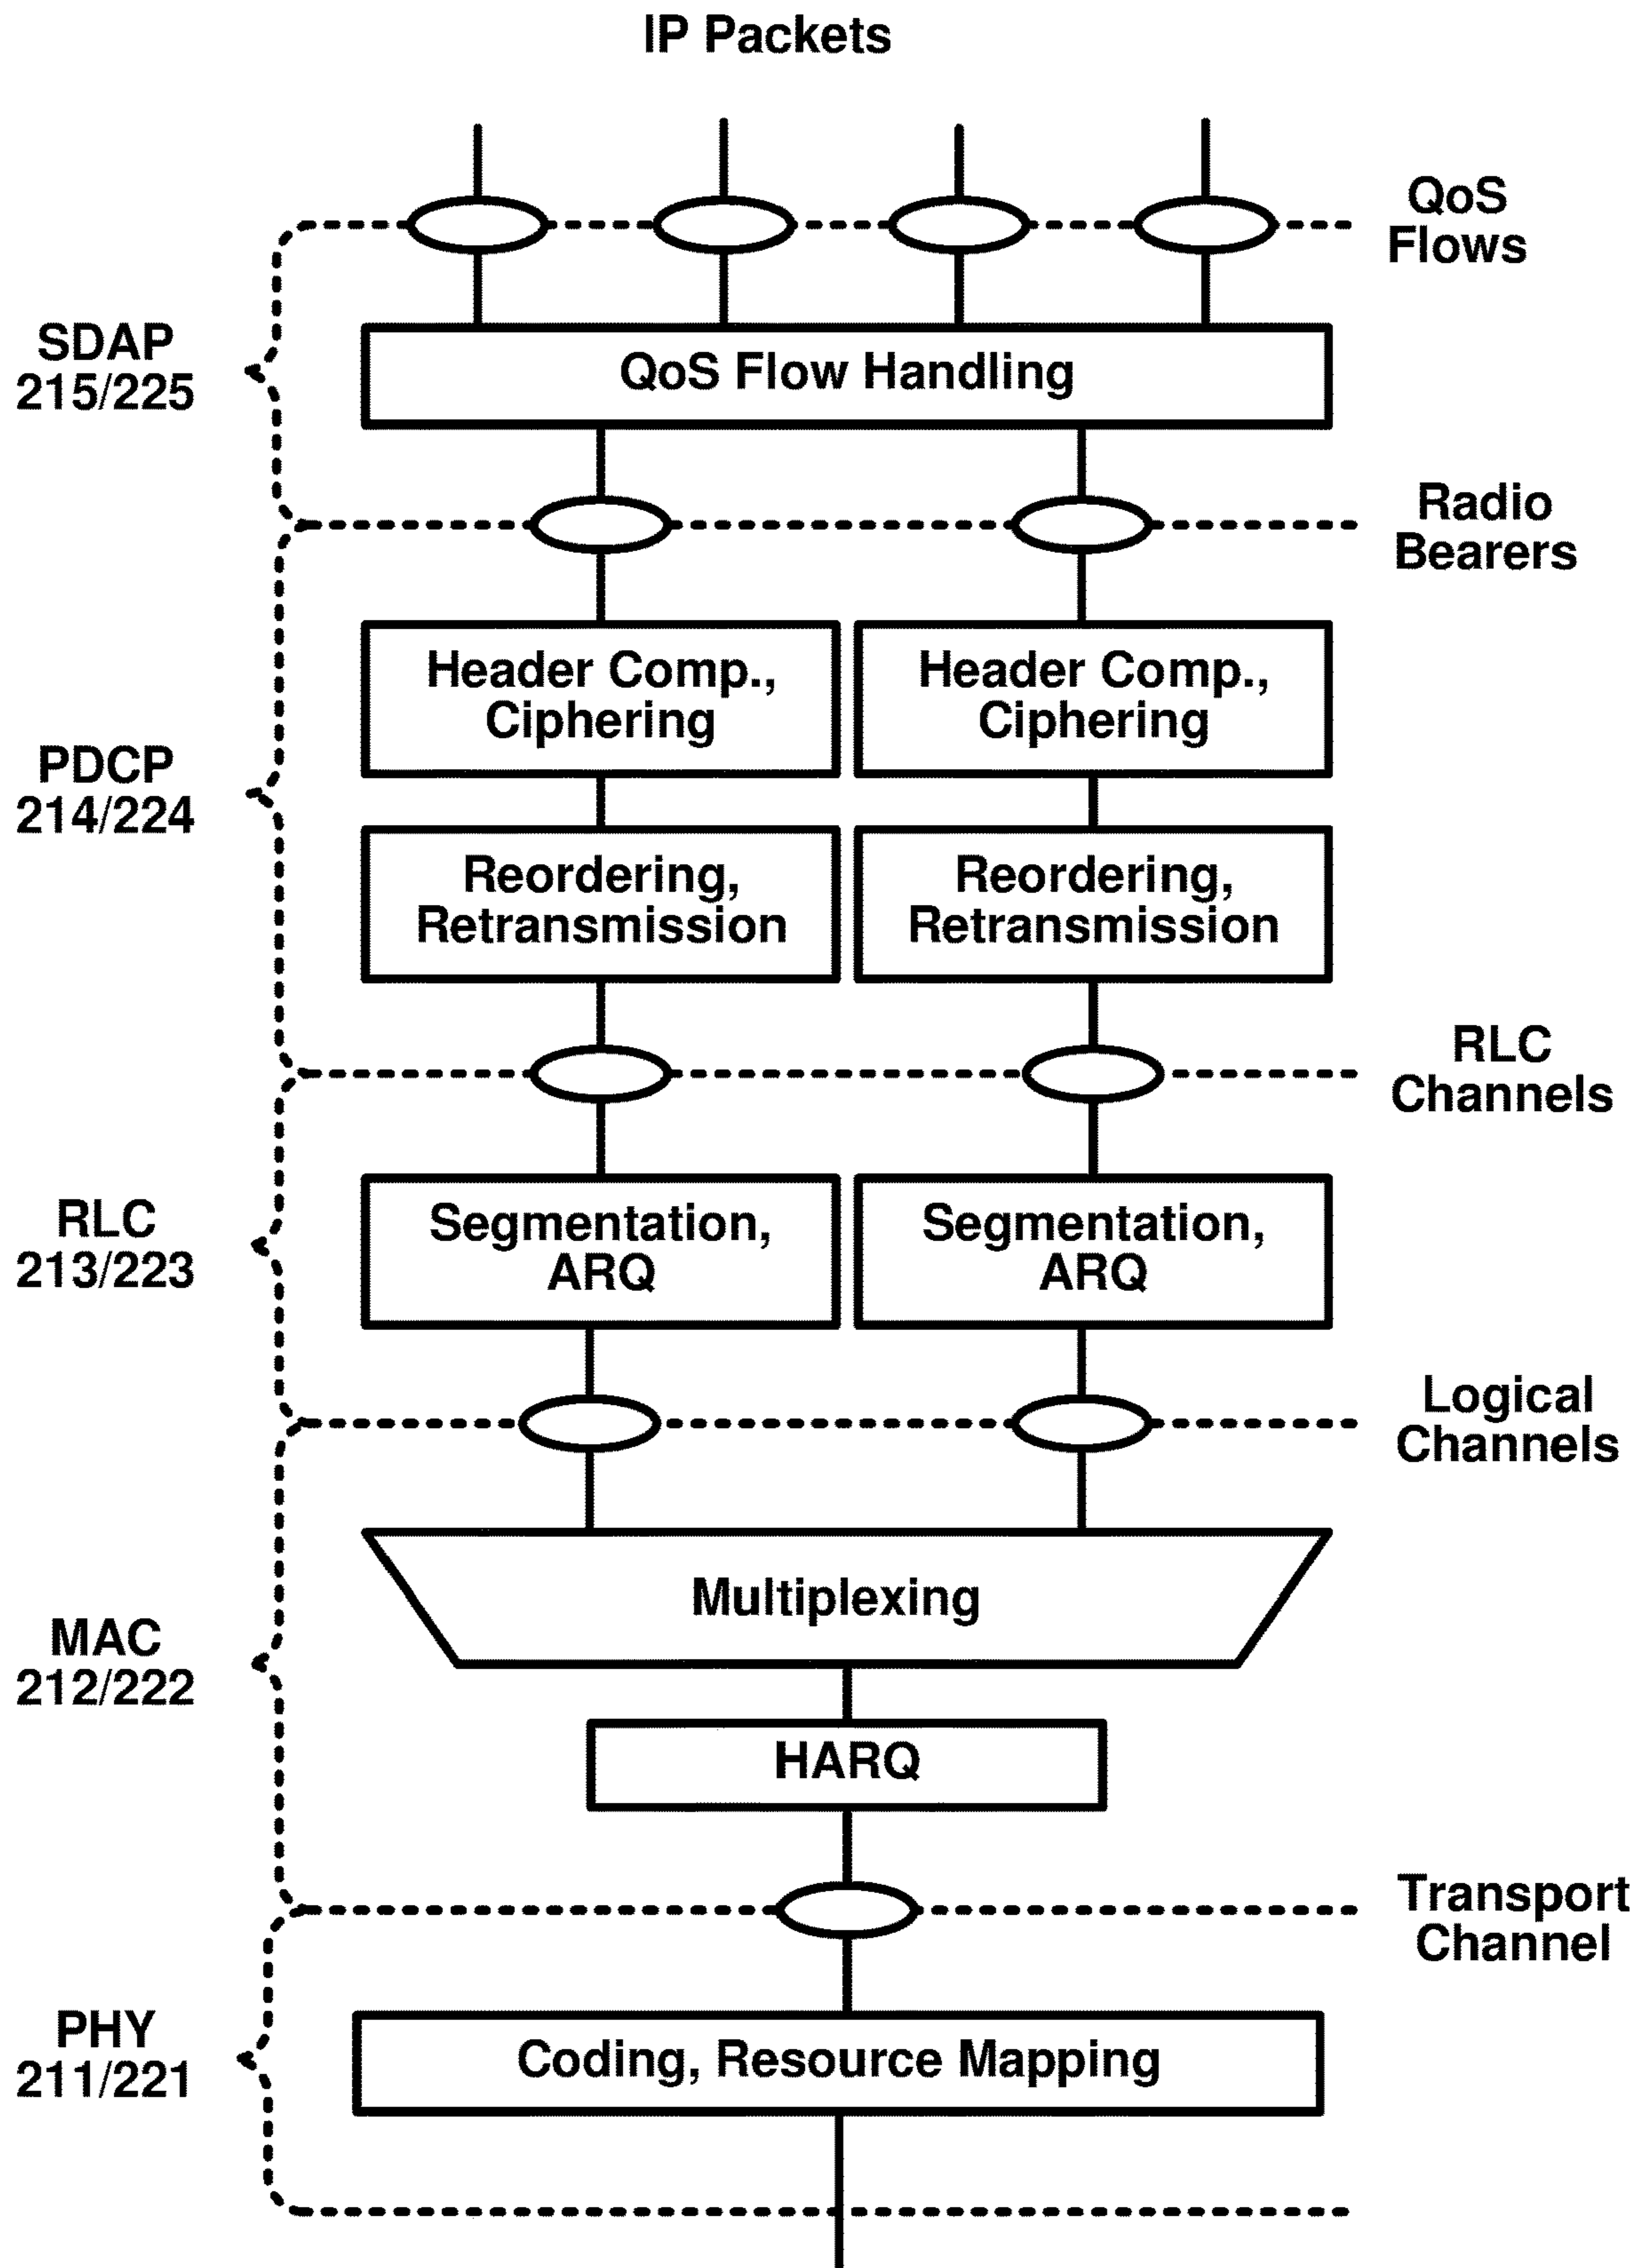 IP Packets
QoS
Flows
SDAP
215/225
QoS Flow Handling
Radio
Bearers
Header Comp.,
Ciphering
Header Comp.,
Ciphering
PDCP
214/224
Reordering,
Retransmission
Reordering,
Retransmission
RLC
Channels
RLC
213/223
Segmentation,
ARQ
Segmentation,
ARQ
Logical
Channels
Multiplexing
MAC
212/222
HARQ
Transport
Channel
PHY
211/221
Coding, Resource Mapping